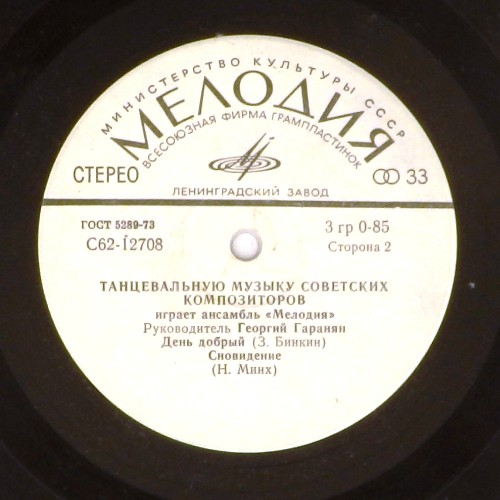 МИНИСТЕРСТВО КУЛЬТУРЫ СССР
МЕЛОДИЯ
ВСЕСОЮЗНАЯ ФИРМА ГРАМПЛАСТИНОК
СТЕРЕО
33
ЛЕНИНГРАДСКИЙ ЗАВОД
ГОСТ 5289-73
3 гр 0-85
С62-12708
Сторона 2
ТАНЦЕВАЛЬНУЮ МУЗЫКУ СОВЕТСКИХ
КОМПОЗИТОРОВ
играет ансамбль «Мелодия»
Руководитель Георгий Гаранян
День добрый (З. Бинкин)
Сновидение
(Н. Минх)